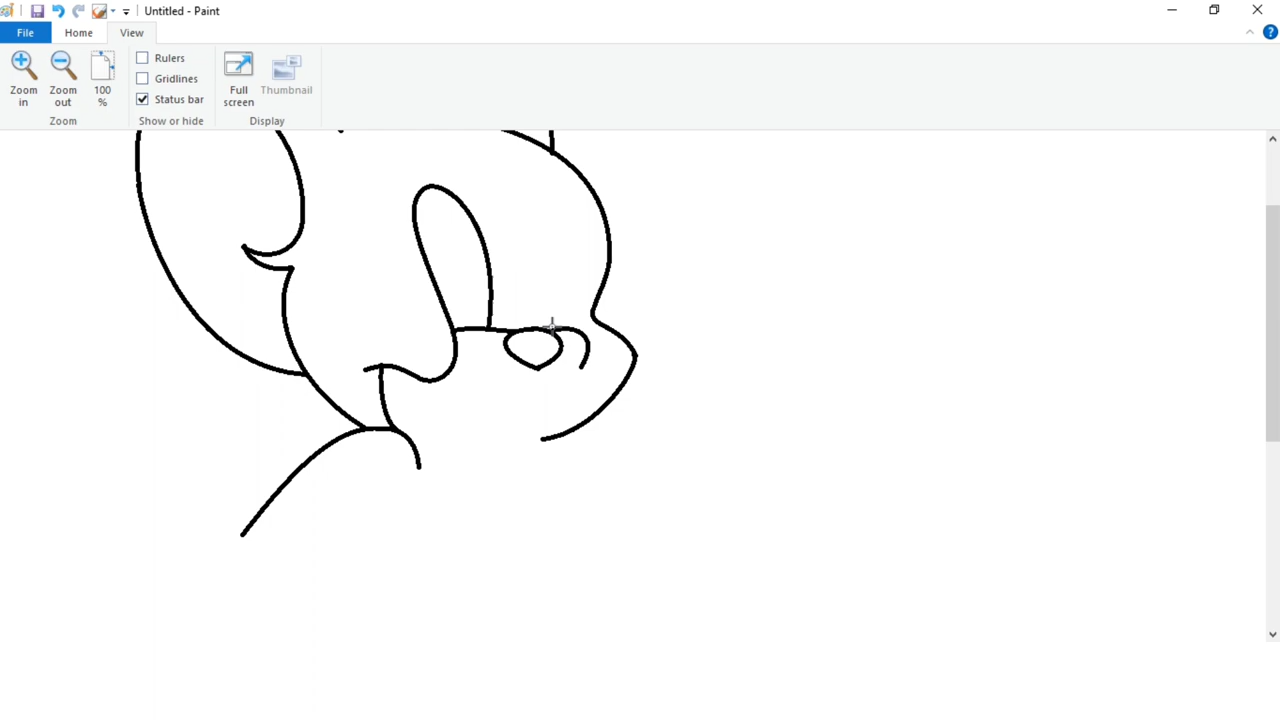 Untitled - Paint
File Home View
Rulers
Gridlines
Status bar
Zoom in
Zoom out
100 %
Full screen
Thumbnail
Zoom Show or hide Display